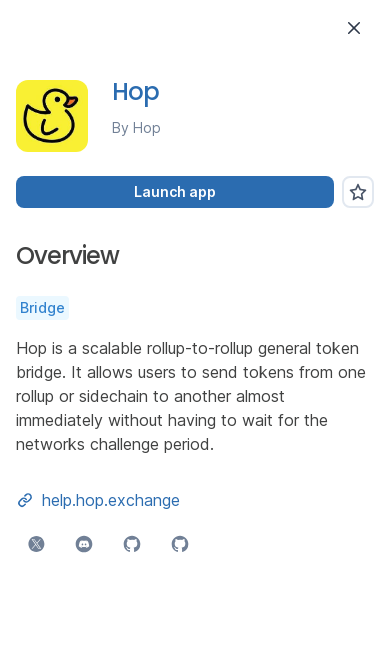 Hop
By Hop
Launch app
Overview
Bridge
Hop is a scalable rollup-to-rollup general token
bridge. It allows users to send tokens from one
rollup or sidechain to another almost
immediately without having to wait for the
networks challenge period.
help.hop.exchange